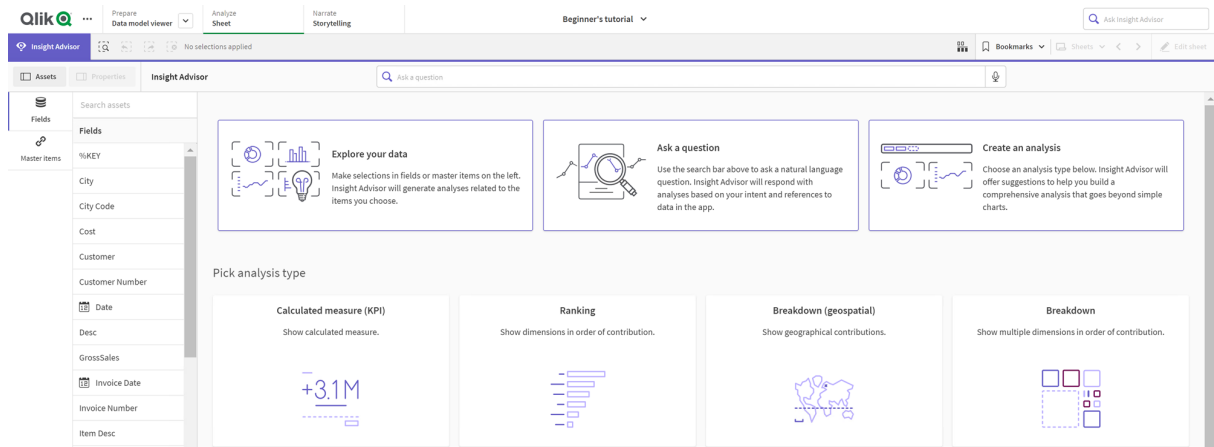 Qlik
Prepare
Data model viewer
Analyze
Sheet
Narrate
Storytelling
Beginner's tutorial
Ask Insight Advisor
Insight Advisor
No selections applied
Bookmarks
Sheets
Edit sheet
Assets
Properties
Insight Advisor
Ask a question
Fields
Master items
Search assets
Fields
%KEY
City
City Code
Cost
Customer
Customer Number
Date
Desc
GrossSales
Invoice Date
Invoice Number
Item Desc
Explore your data
Make selections in fields or master items on the left.
Insight Advisor will generate analyses related to the
items you choose.
Ask a question
Use the search bar above to ask a natural language
question. Insight Advisor will respond with
analyses based on your intent and references to
data in the app.
Create an analysis
Choose an analysis type below. Insight Advisor will
offer suggestions to help you build a
comprehensive analysis that goes beyond simple
charts.
Pick analysis type
Calculated measure (KPI)
Show calculated measure.
+3.1M
Ranking
Show dimensions in order of contribution.
Breakdown (geospatial)
Show geographical contributions.
Breakdown
Show multiple dimensions in order of contribution.